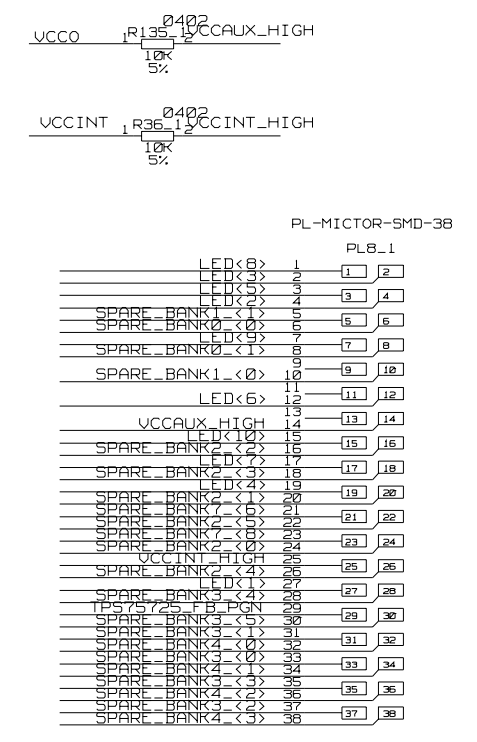 0402
VCCO 1 R135_1 2 VCCAUX_HIGH
10K
5%
0402
VCCINT 1 R36_1 2 VCCINT_HIGH
10K
5%
PL-MICTOR-SMD-38
PL8_1
LED<8> 1
LED<3> 2
1 2
LED<5> 3
LED<2> 4
3 4
SPARE_BANK1_<1> 5
SPARE_BANK0_<0> 6
5 6
LED<9> 7
SPARE_BANK0_<1> 8
7 8
9
SPARE_BANK1_<0> 10
9 10
11
LED<6> 12
11 12
13
VCCAUX_HIGH 14
13 14
LED<10> 15
SPARE_BANK2_<2> 16
15 16
LED<7> 17
SPARE_BANK2_<3> 18
17 18
LED<4> 19
SPARE_BANK2_<1> 20
19 20
SPARE_BANK7_<6> 21
SPARE_BANK2_<5> 22
21 22
SPARE_BANK7_<8> 23
SPARE_BANK2_<0> 24
23 24
VCCINT_HIGH 25
SPARE_BANK2_<4> 26
25 26
LED<1> 27
SPARE_BANK3_<4> 28
27 28
TPS75725_FB_PGN 29
SPARE_BANK3_<5> 30
29 30
SPARE_BANK3_<1> 31
SPARE_BANK4_<0> 32
31 32
SPARE_BANK3_<0> 33
SPARE_BANK4_<1> 34
33 34
SPARE_BANK3_<3> 35
SPARE_BANK4_<2> 36
35 36
SPARE_BANK3_<2> 37
SPARE_BANK4_<3> 38
37 38